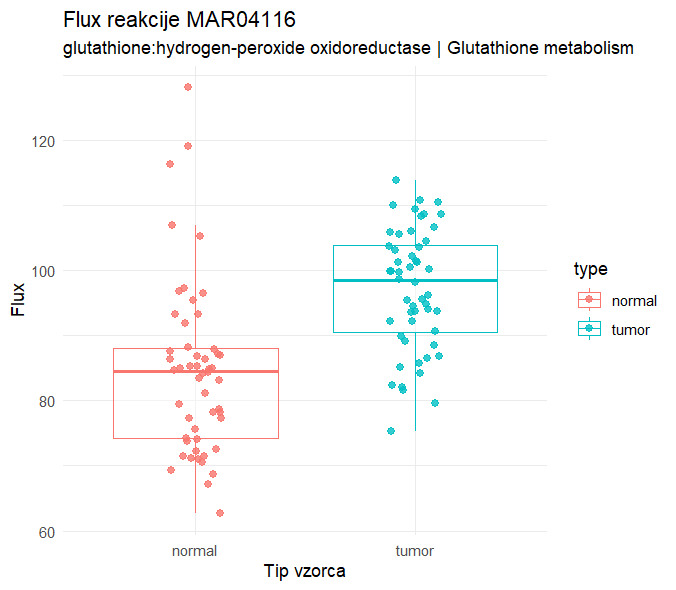 Flux reakcije MAR04116
glutathione:hydrogen-peroxide oxidoreductase | Glutathione metabolism
120
100
80
60
Flux
normal
tumor
Tip vzorca
type
normal
tumor